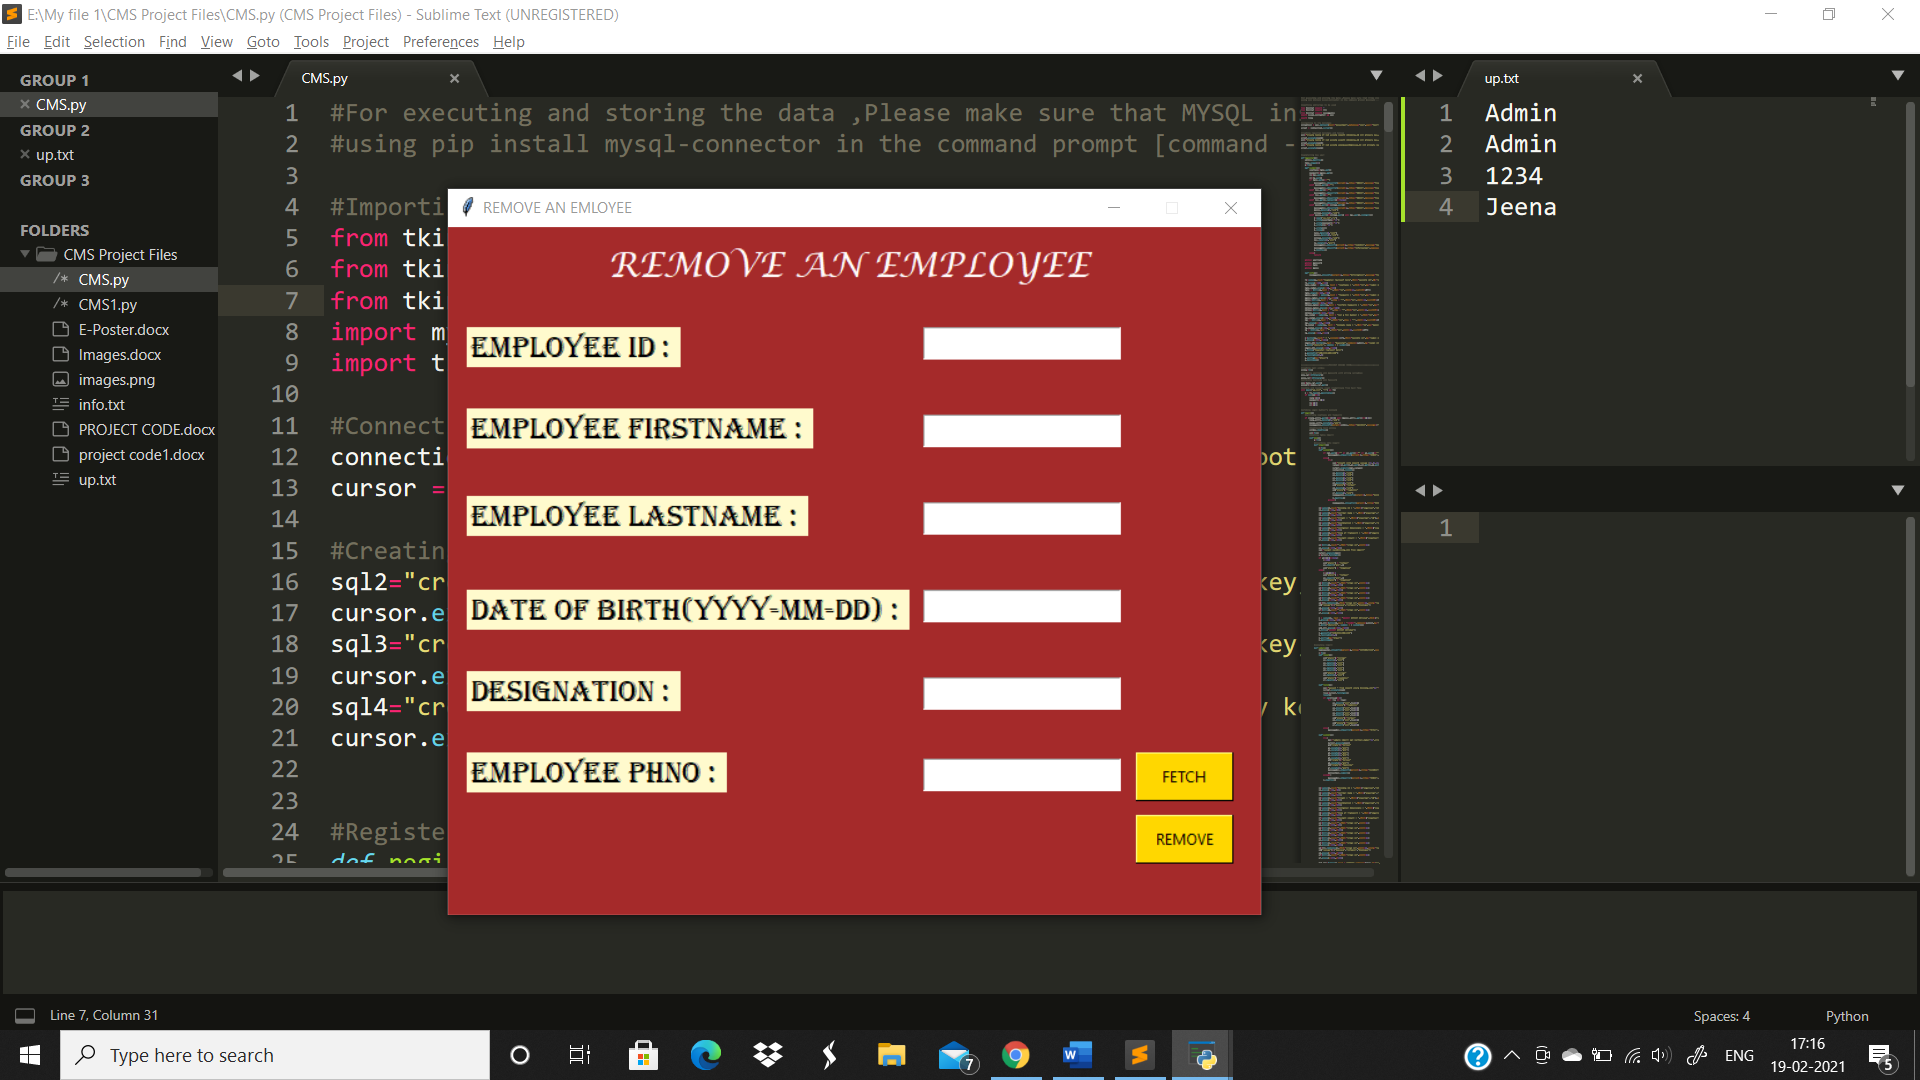 E:\My file 1\CMS Project Files\CMS.py (CMS Project Files) - Sublime Text (UNREGISTERED)
File Edit Selection Find View Goto Tools Project Preferences Help
GROUP 1
CMS.py
GROUP 2
up.txt
GROUP 3
FOLDERS
CMS Project Files
/* CMS.py
/* CMS1.py
E-Poster.docx
Images.docx
images.png
info.txt
PROJECT CODE.docx
project code1.docx
up.txt
CMS.py
1 #For executing and storing the data ,Please make sure that MYSQL in
2 #using pip install mysql-connector in the command prompt [command -
3
4 #Importi
5 from tki
6 from tki
7 from tki
8 import my
9 import t
10
11 #Connect
12 connecti oot
13 cursor =
14
15 #Creatin
16 sql2="cr key
17 cursor.e
18 sql3="cr key
19 cursor.e
20 sql4="cr y k
21 cursor.e
22
23
24 #Registe
25 def regi
REMOVE AN EMLOYEE
REMOVE AN EMPLOYEE
EMPLOYEE ID :
EMPLOYEE FIRSTNAME :
EMPLOYEE LASTNAME :
DATE OF BIRTH(YYYY-MM-DD) :
DESIGNATION :
EMPLOYEE PHNO :
FETCH
REMOVE
up.txt
1 Admin
2 Admin
3 1234
4 Jeena
1
Line 7, Column 31
Spaces: 4
Python
Type here to search
7
ENG
17:16
19-02-2021
5